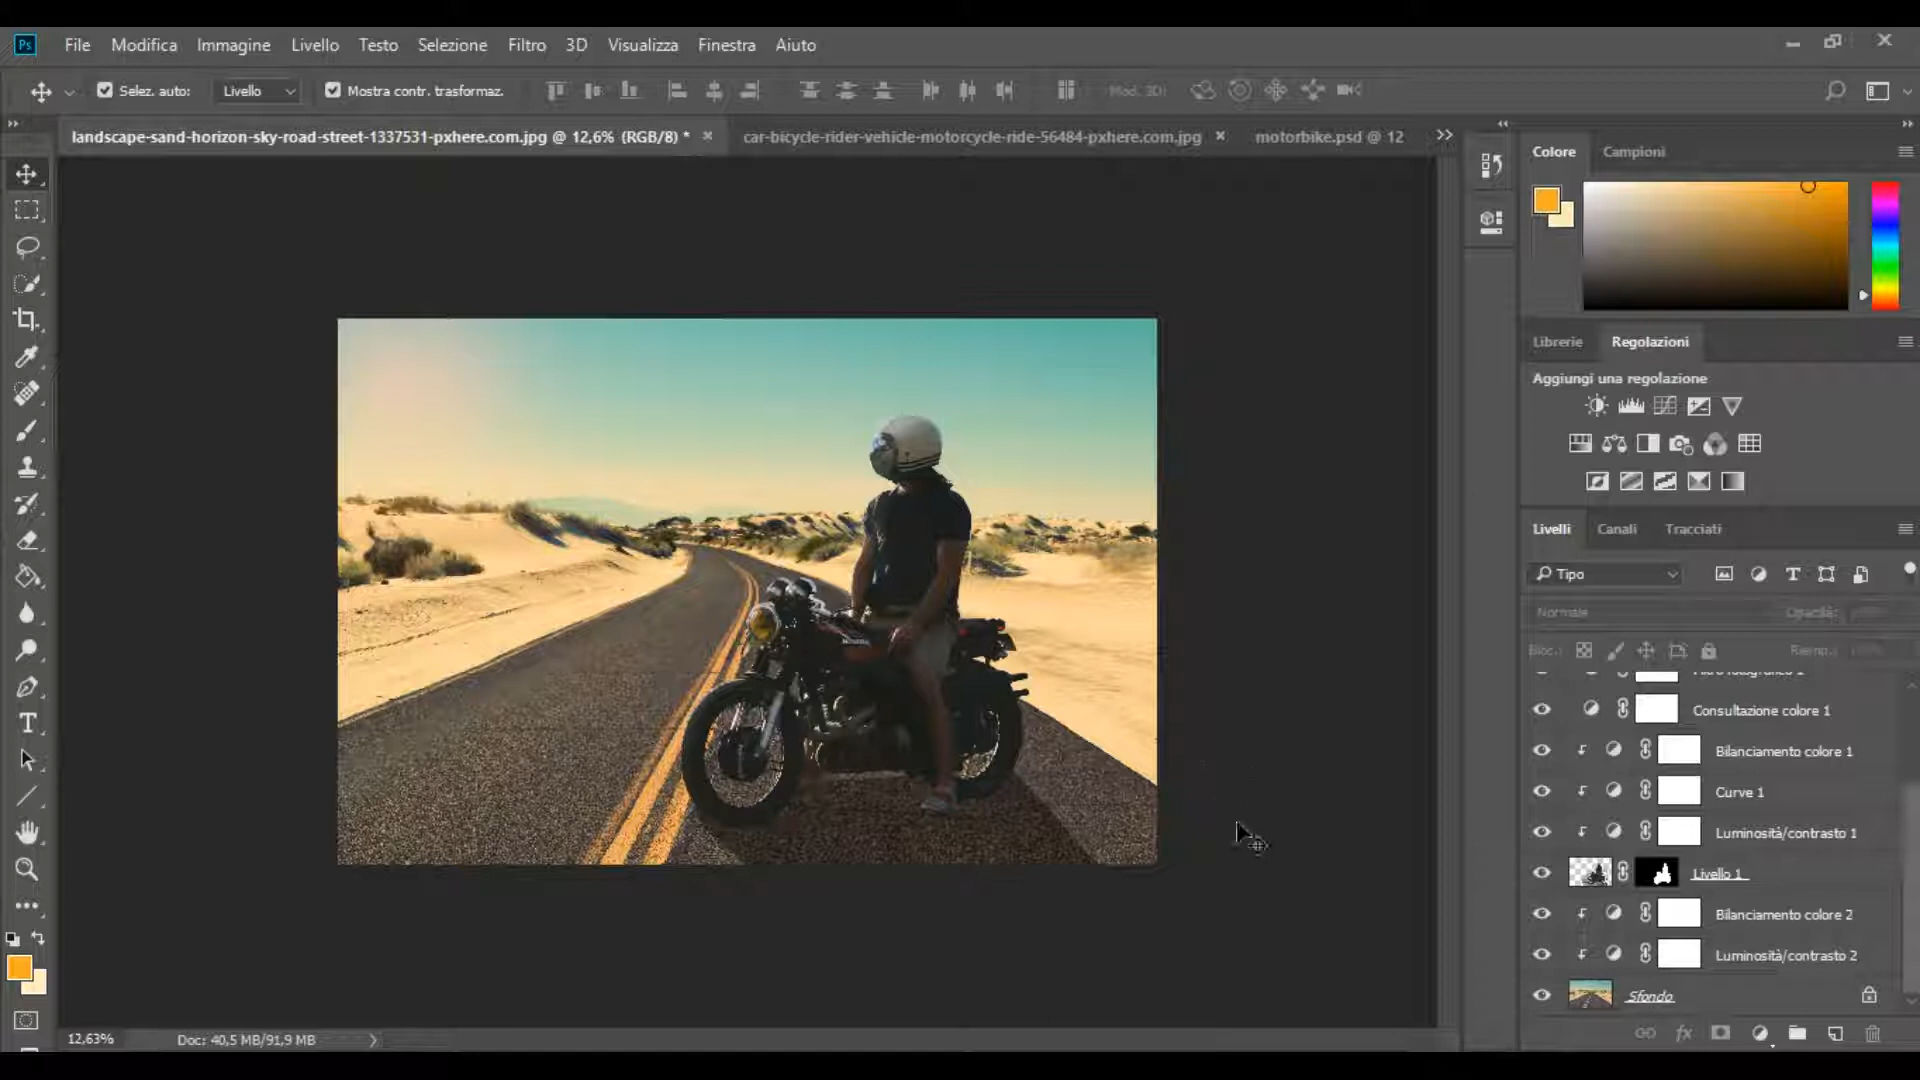 Ps File Modifica Immagine Livello Testo Selezione Filtro 3D Visualizza Finestra Aiuto
Selez. auto: Livello Mostra contr. trasformaz. Mod. 3D:
landscape-sand-horizon-sky-road-street-1337531-pxhere.com.jpg @ 12,6% (RGB/8) * car-bicycle-rider-vehicle-motorcycle-ride-56484-pxhere.com.jpg motorbike.psd @ 12
Colore Campioni
Librerie Regolazioni
Aggiungi una regolazione
Livelli Canali Tracciati
Tipo
Normale Opacità:
Bloc.: Riemp.:
Consultazione colore 1
Bilanciamento colore 1
Curve 1
Luminosità/contrasto 1
Livello 1
Bilanciamento colore 2
Luminosità/contrasto 2
Sfondo
12,63% Doc: 40,5 MB/91,9 MB